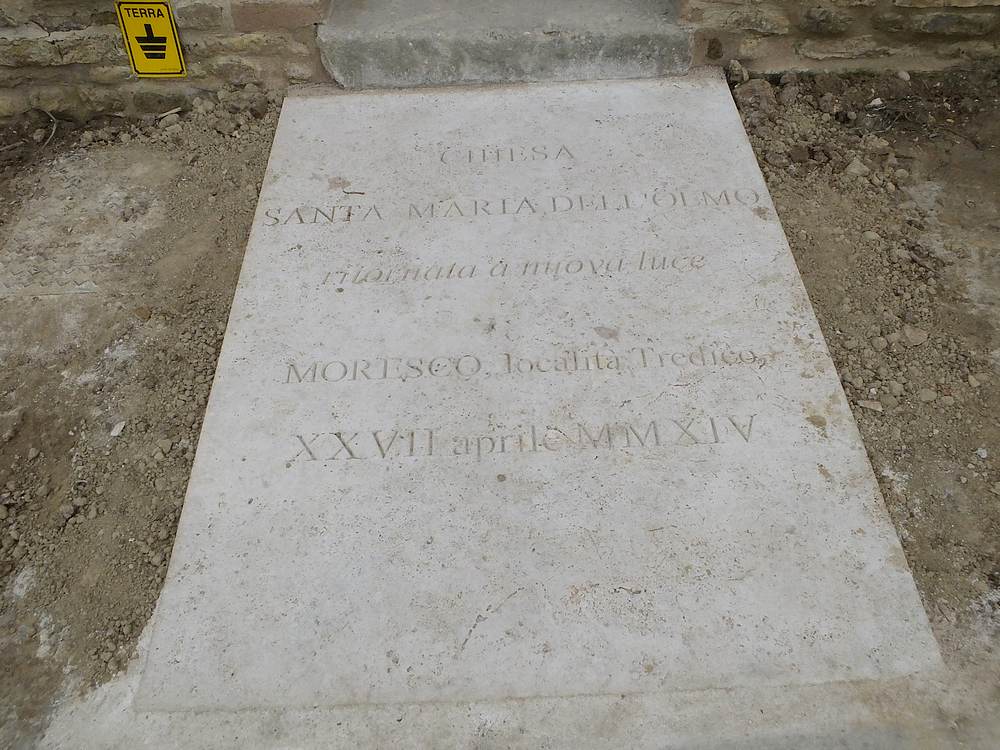 TERRA
CHIESA
SANTA MARIA DELL'OLMO
ritornata a nuova luce
MORESCO, località Tredico,
XXVII aprile MMXIV